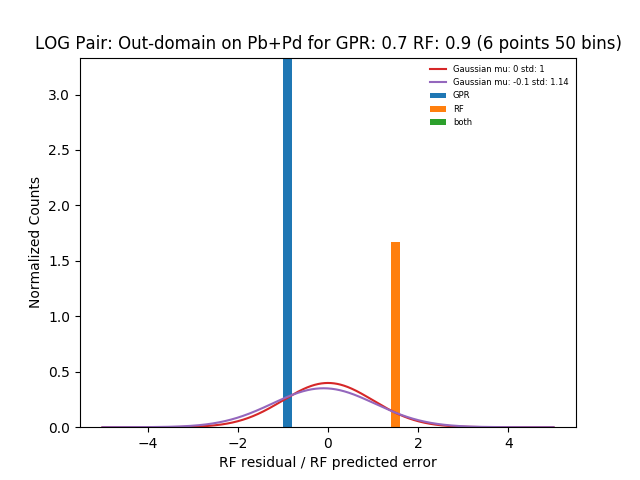 LOG Pair: Out-domain on Pb+Pd for GPR: 0.7 RF: 0.9 (6 points 50 bins)
Gaussian mu: 0 std: 1
Gaussian mu: -0.1 std: 1.14
GPR
RF
both
Normalized Counts
3.0
2.5
2.0
1.5
1.0
0.5
0.0
−4 −2 0 2 4
RF residual / RF predicted error